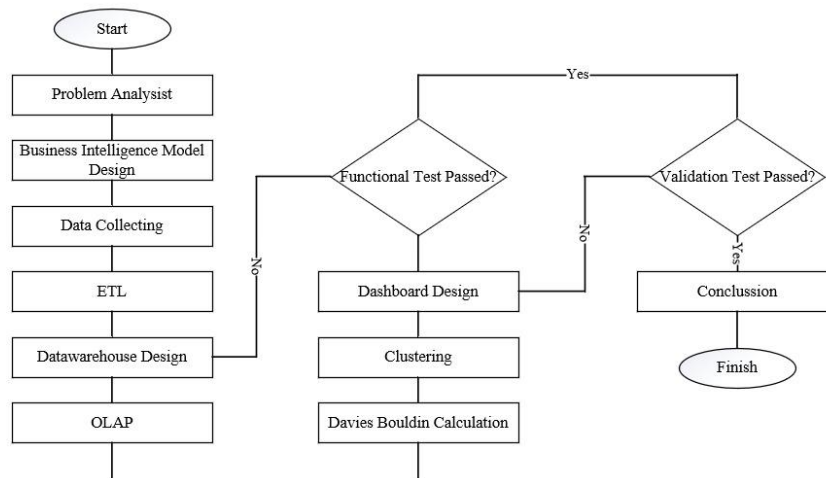 Start
Problem Analysist
Business Intelligence Model
Design
Data Collecting
ETL
Datawarehouse Design
OLAP
No
Functional Test Passed?
Dashboard Design
Clustering
Davies Bouldin Calculation
Yes
No
Validation Test Passed?
Yes
Conclussion
Finish